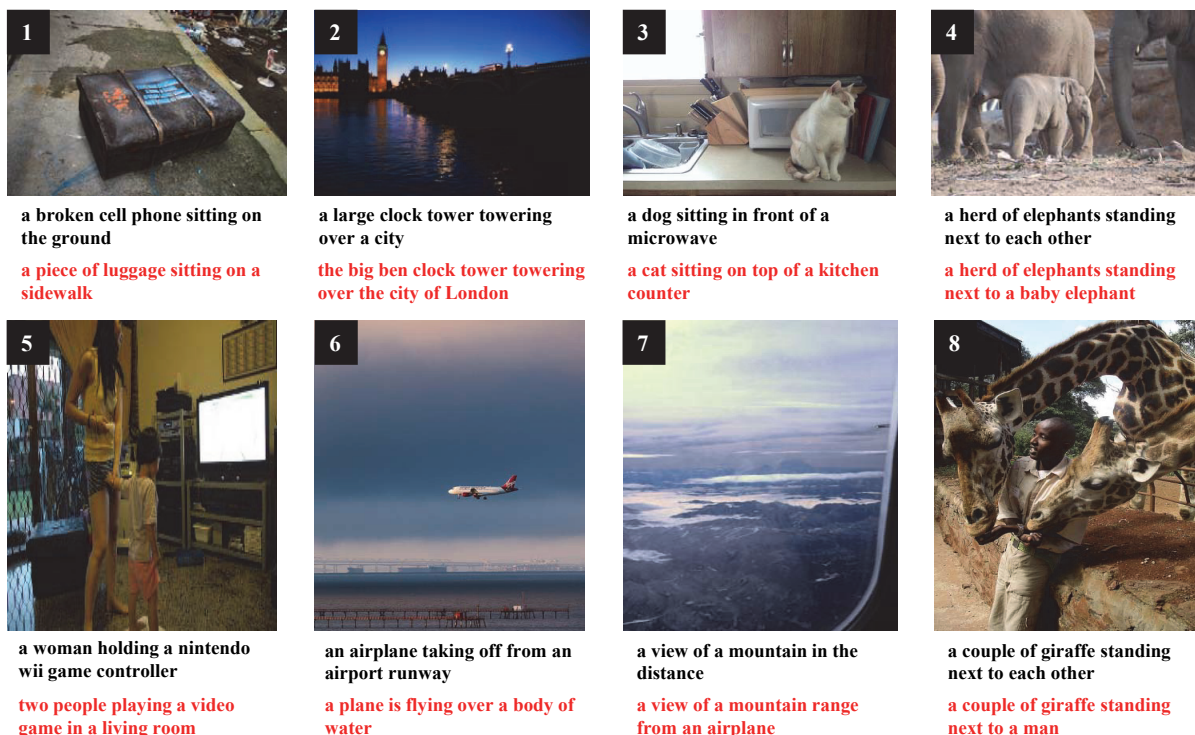 1
2
3
4
a broken cell phone sitting on
the ground
a piece of luggage sitting on a
sidewalk
a large clock tower towering
over a city
the big ben clock tower towering
over the city of London
a dog sitting in front of a
microwave
a cat sitting on top of a kitchen
counter
a herd of elephants standing
next to each other
a herd of elephants standing
next to a baby elephant
5
6
7
8
a woman holding a nintendo
wii game controller
two people playing a video
game in a living room
an airplane taking off from an
airport runway
a plane is flying over a body of
water
a view of a mountain in the
distance
a view of a mountain range
from an airplane
a couple of giraffe standing
next to each other
a couple of giraffe standing
next to a man